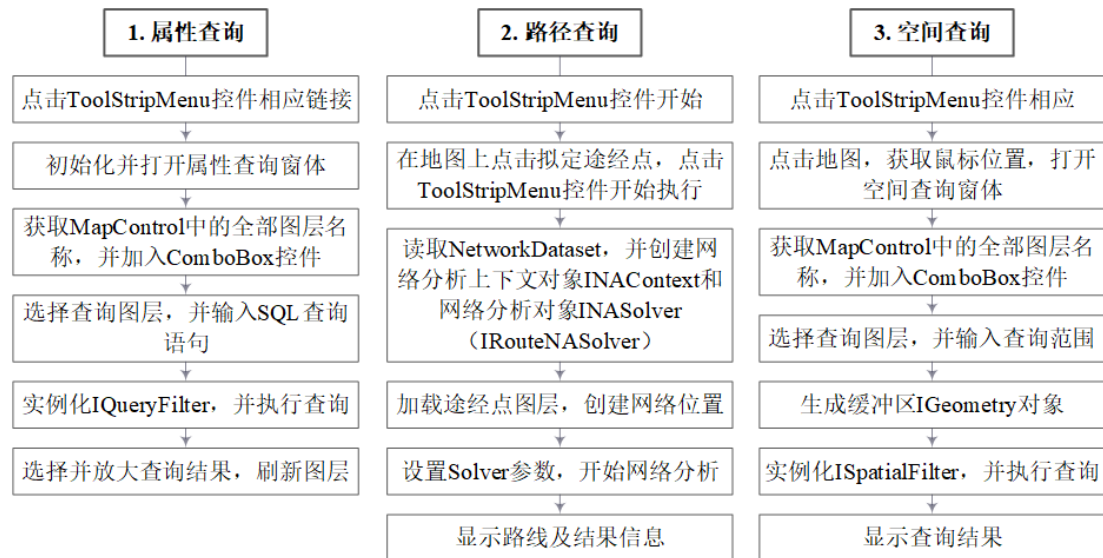 1. 属性查询
点击ToolStripMenu控件相应链接
初始化并打开属性查询窗体
获取MapControl中的全部图层名
称，并加入ComboBox控件
选择查询图层，并输入SQL查询
语句
实例化IQueryFilter，并执行查询
选择并放大查询结果，刷新图层
2. 路径查询
点击ToolStripMenu控件开始
在地图上点击拟定途经点，点击
ToolStripMenu控件开始执行
读取NetworkDataset，并创建网
络分析上下文对象INAContext和
网络分析对象INASolver
（IRouteNASolver）
加载途经点图层，创建网络位置
设置Solver参数，开始网络分析
显示路线及结果信息
3. 空间查询
点击ToolStripMenu控件相应
点击地图，获取鼠标位置，打开
空间查询窗体
获取MapControl中的全部图层名
称，并加入ComboBox控件
选择查询图层，并输入查询范围
生成缓冲区IGeometry对象
实例化ISpatialFilter，并执行查询
显示查询结果